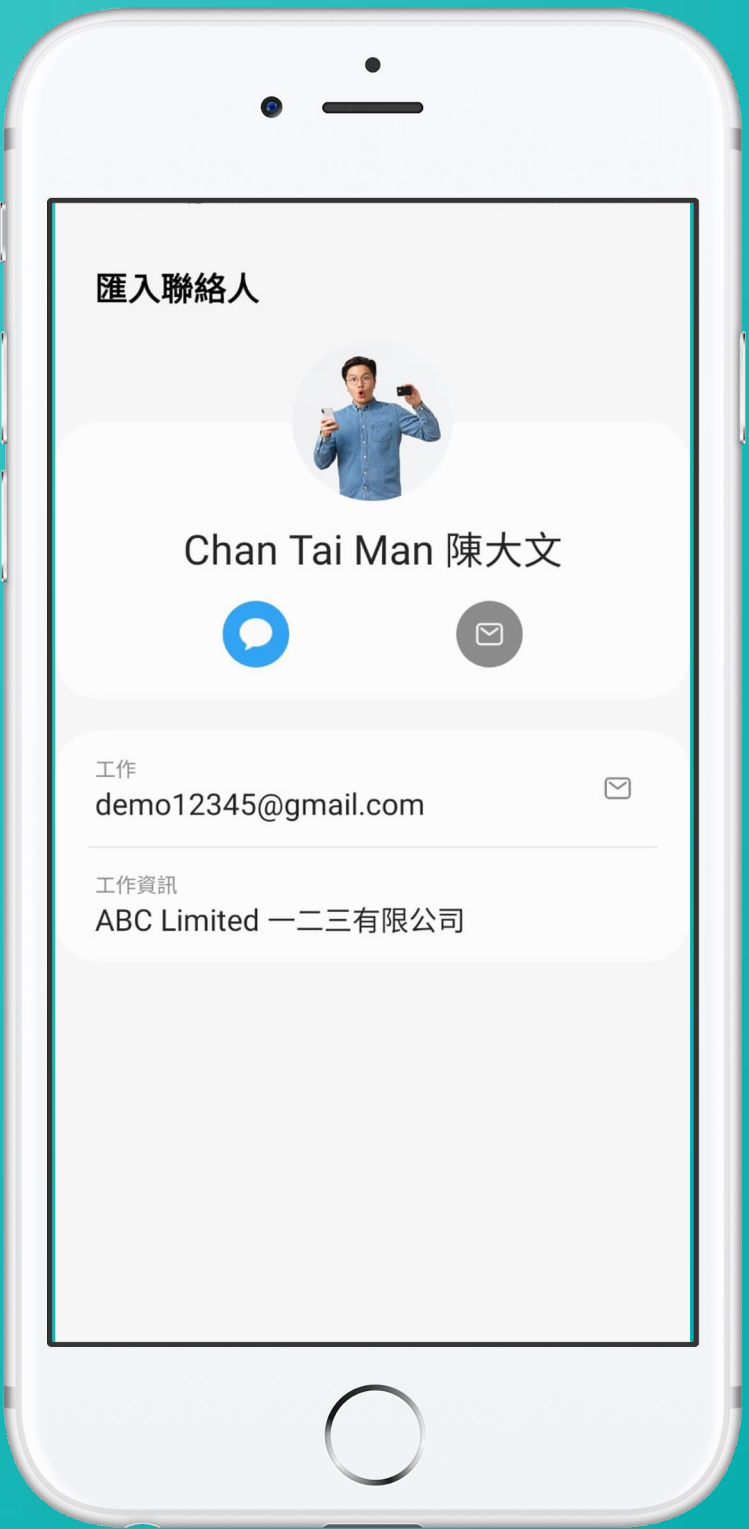 匯入聯絡人
Chan Tai Man 陳大文
工作
demo12345@gmail.com
工作資訊
ABC Limited 一二三有限公司